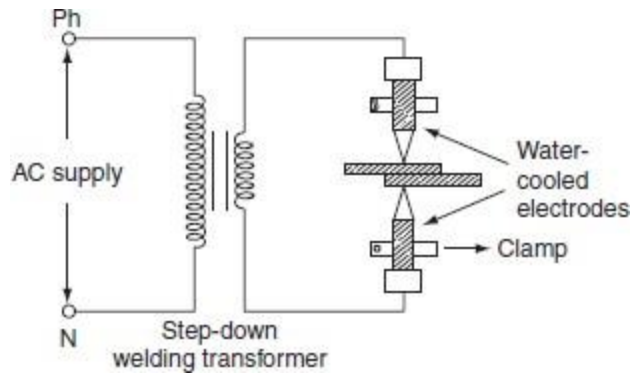 Ph
AC supply
Water-
cooled
electrodes
Clamp
N
Step-down
welding transformer